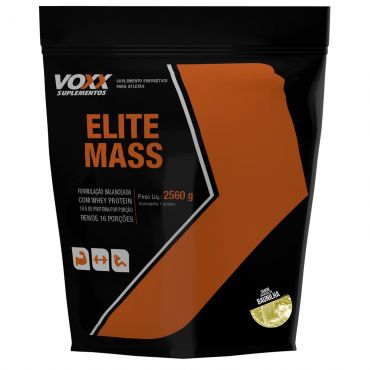 VOXX
SUPLEMENTOS
SUPLEMENTO ENERGÉTICO
PARA ATLETAS
ELITE
MASS
FORMULAÇÃO BALANCEADA
COM WHEY PROTEIN
RENDE 16 PORÇÕES
Peso Líq.: 2560 g
BAUNILHA